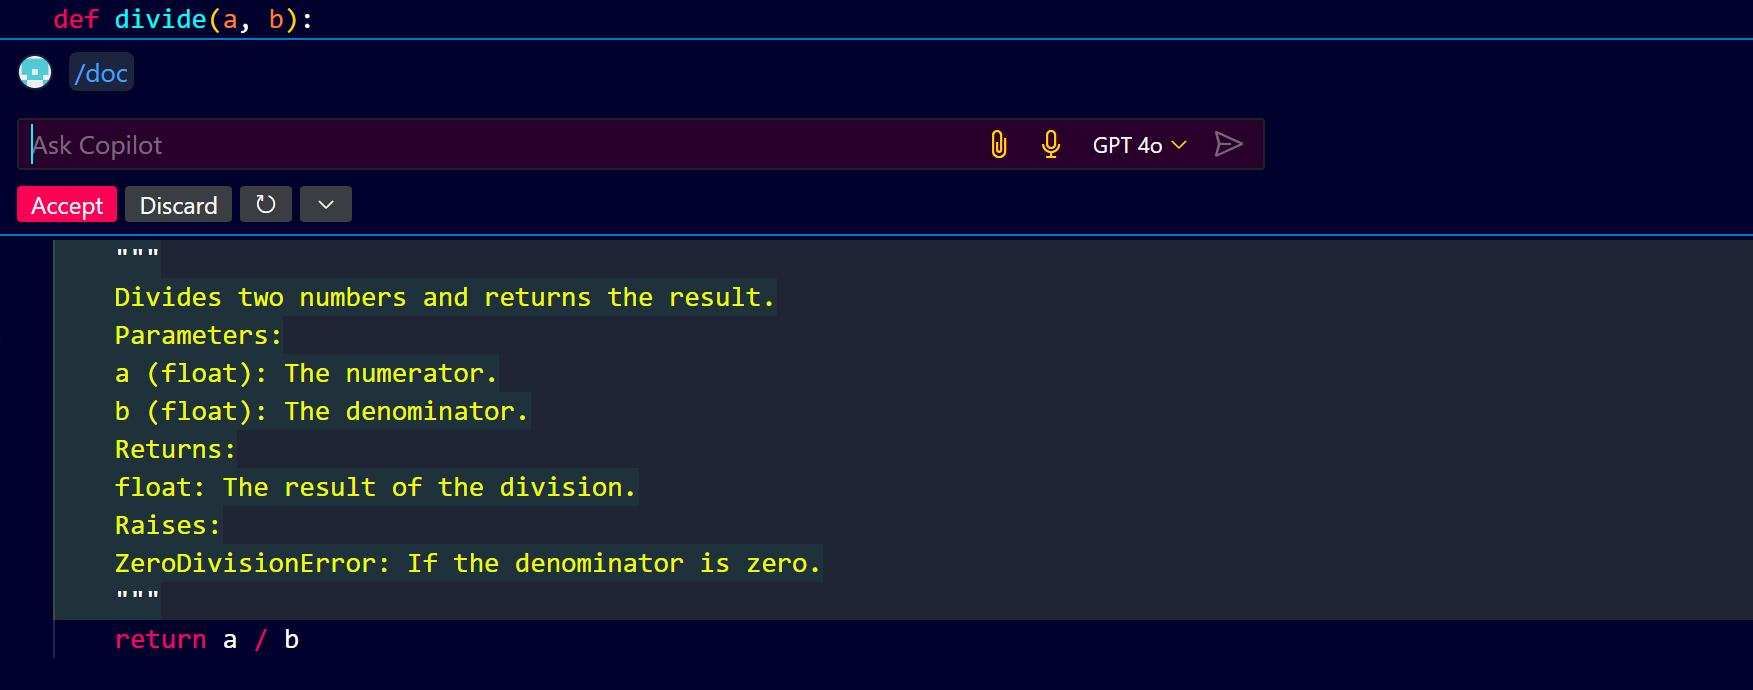 def divide(a, b):
/doc
Ask Copilot GPT 4o
Accept Discard
"""
Divides two numbers and returns the result.
Parameters:
a (float): The numerator.
b (float): The denominator.
Returns:
float: The result of the division.
Raises:
ZeroDivisionError: If the denominator is zero.
"""
return a / b